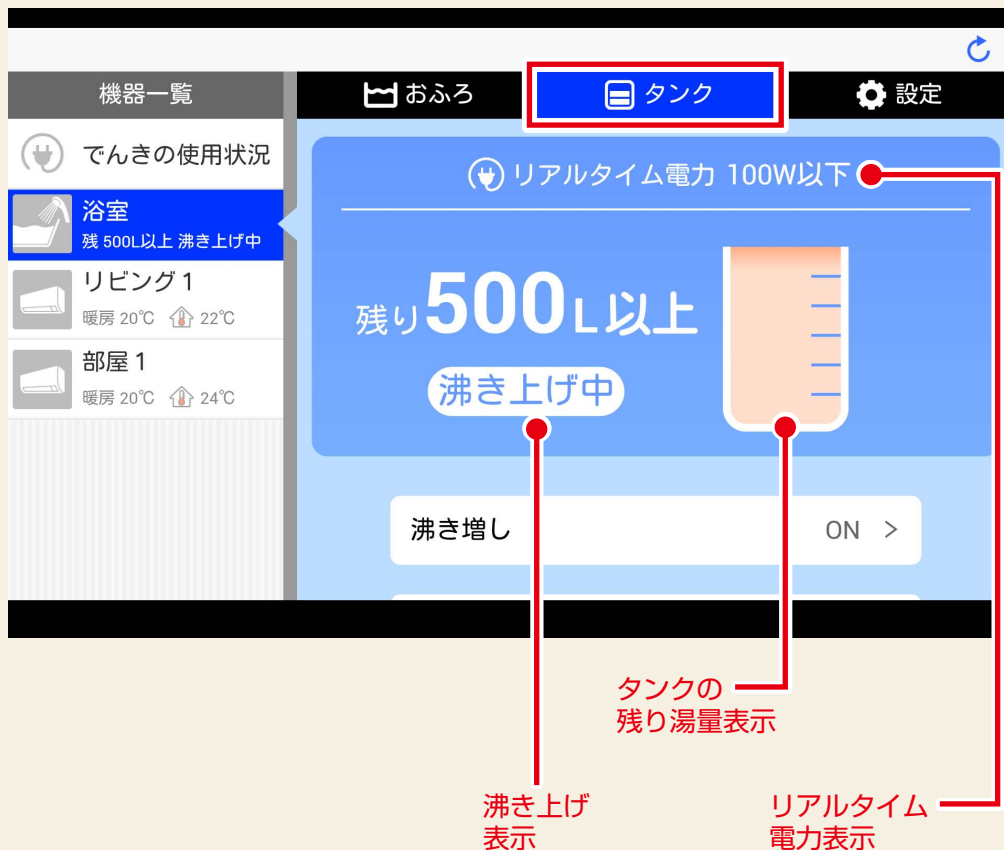 機器一覧
おふろ
タンク
設定
でんきの使用状況
浴室
残 500L以上 沸き上げ中
リビング 1
暖房 20℃ 22℃
部屋 1
暖房 20℃ 24℃
リアルタイム電力 100W以下
残り500L以上
沸き上げ中
沸き増し ON >
タンクの
残り湯量表示
沸き上げ
表示
リアルタイム
電力表示